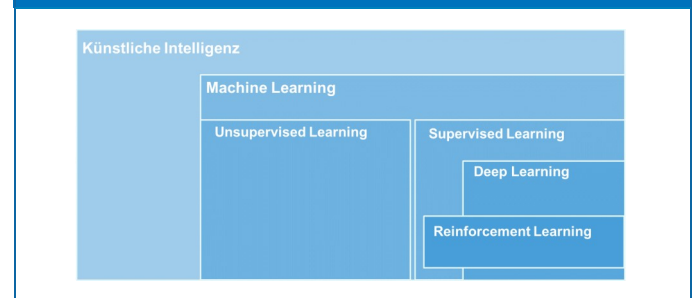 Künstliche Intelligenz
Machine Learning
Unsupervised Learning
Supervised Learning
Deep Learning
Reinforcement Learning